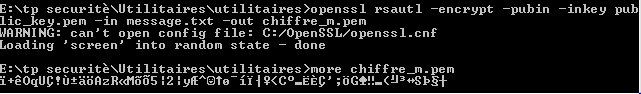 E:\tp securitè\Utilitaires\utilitaires>openssl rsautl -encrypt -pubin -inkey pub
lic_key.pem -in message.txt -out chiffre_m.pem
WARNING: can't open config file: C:/OpenSSL/openssl.cnf
Loading 'screen' into random state - done
E:\tp securitè\Utilitaires\utilitaires>more chiffre_m.pem